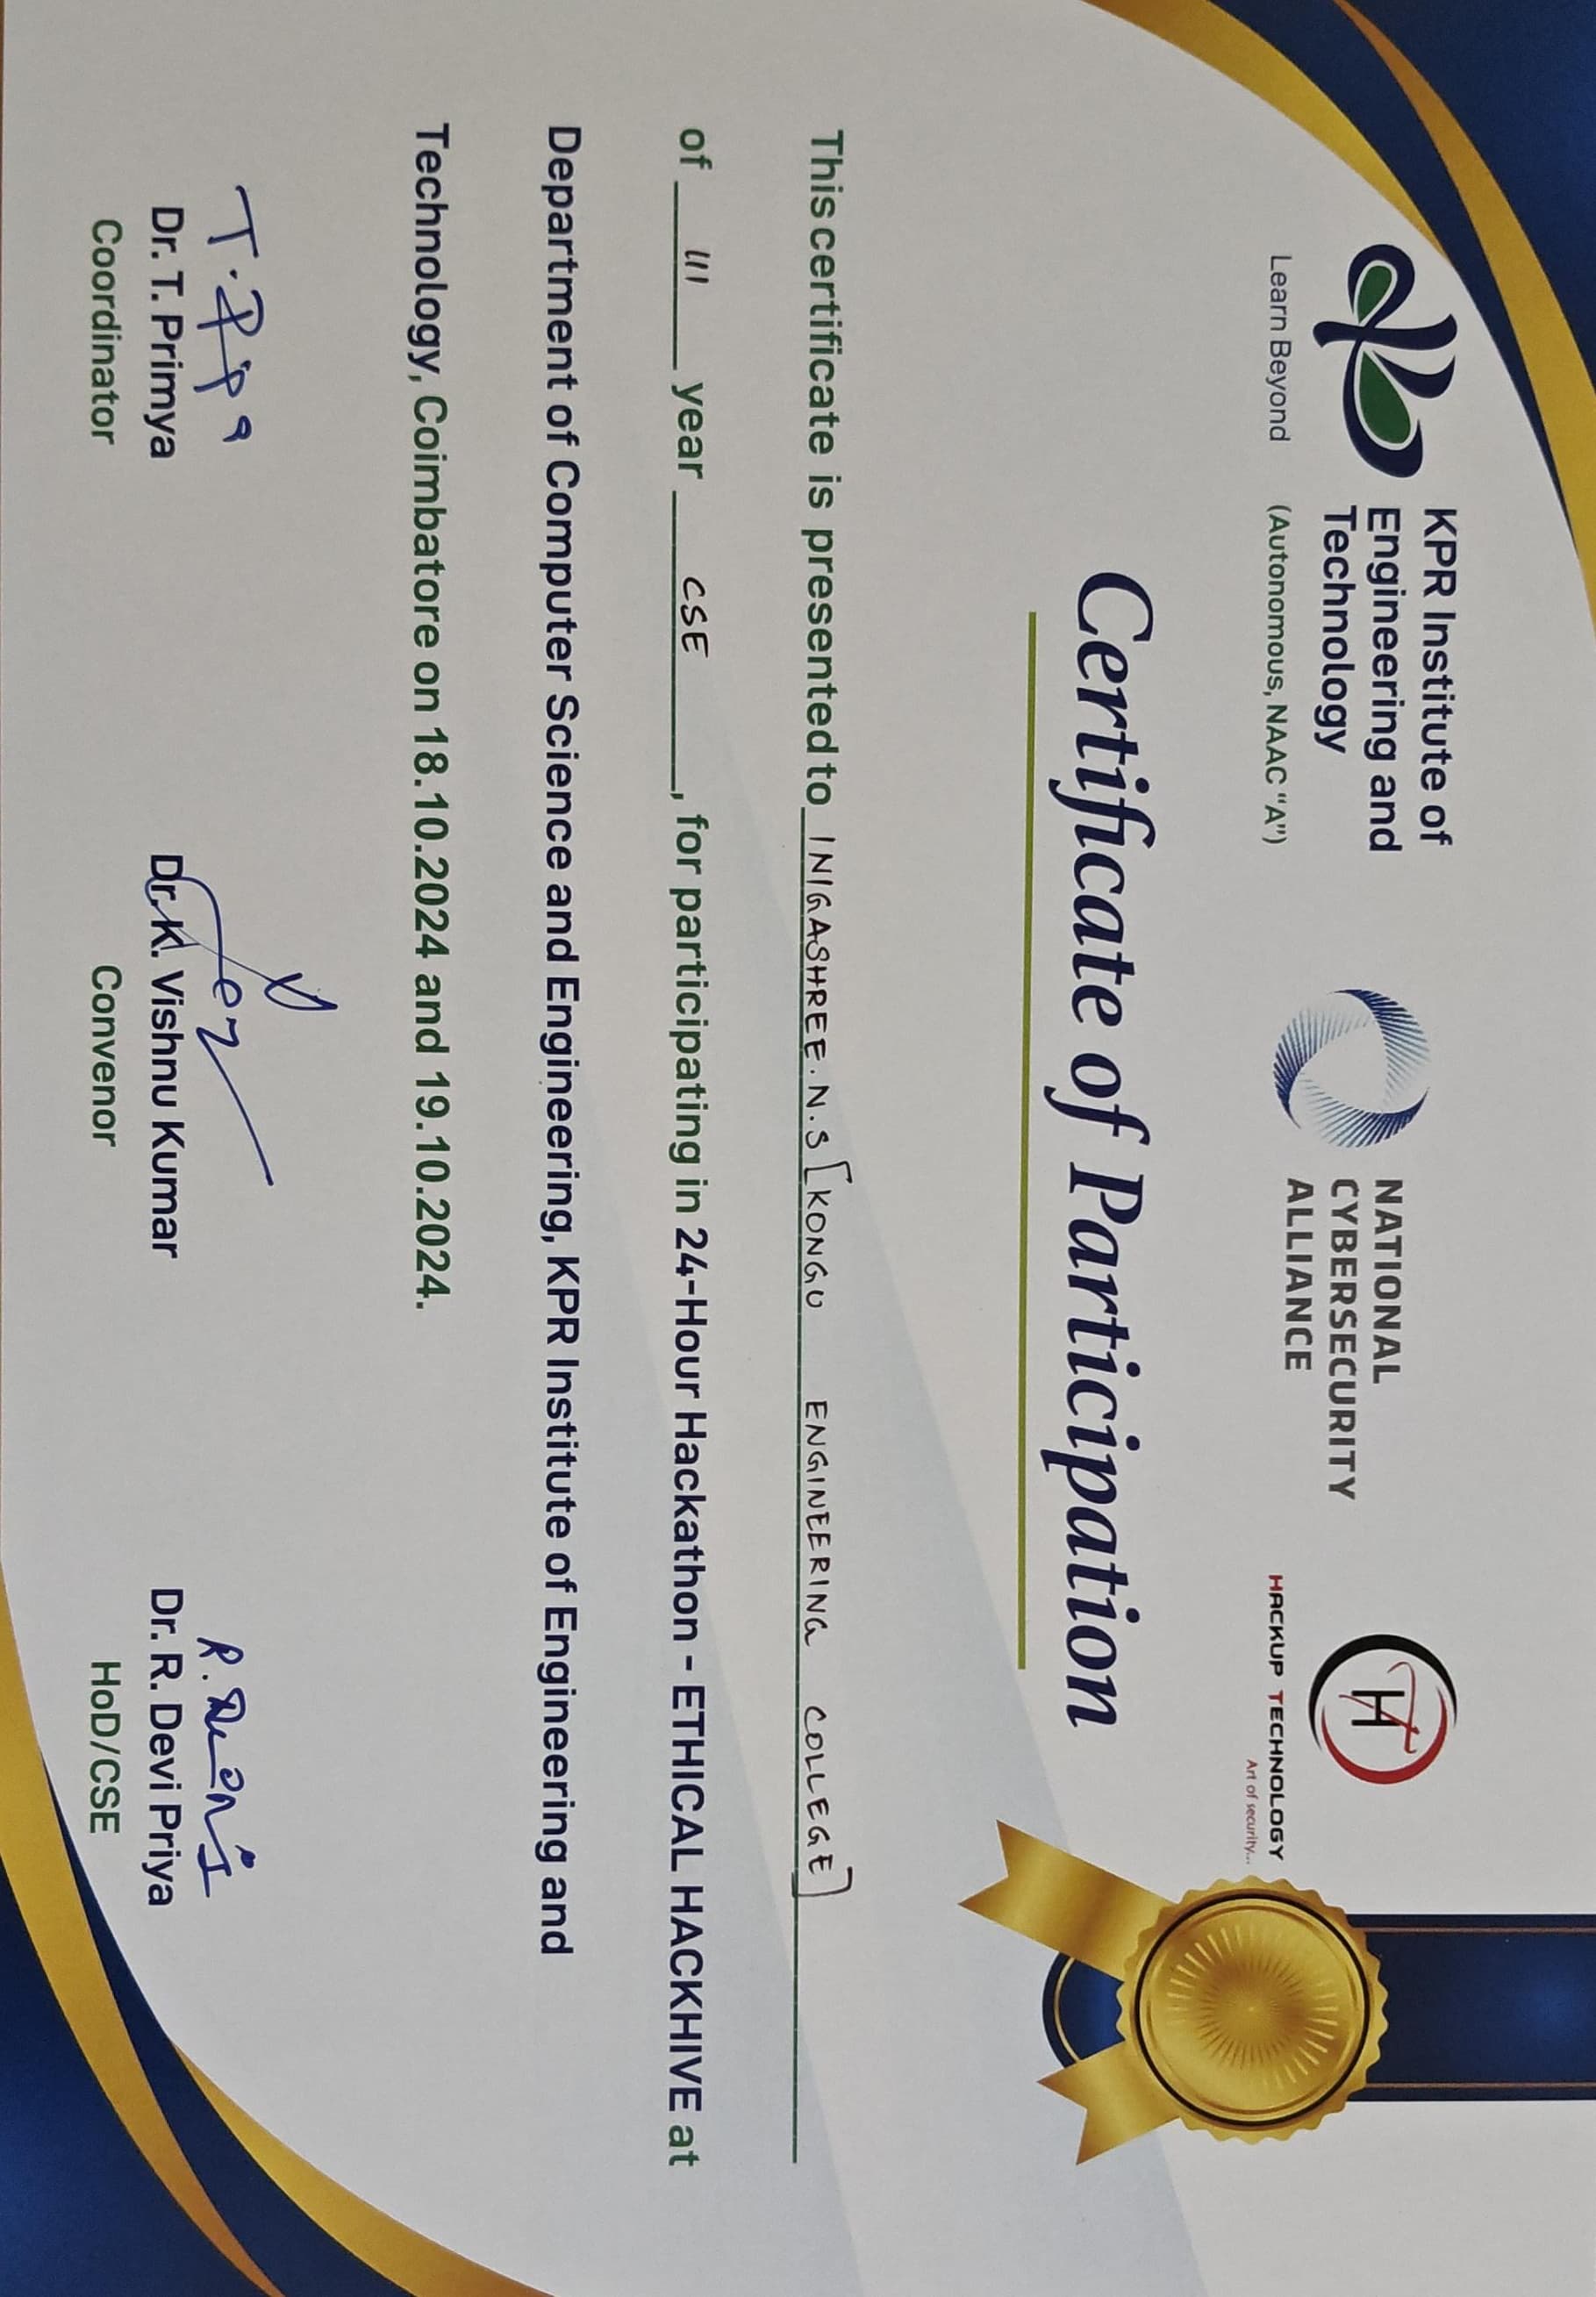 KPR Institute of
Engineering and
Technology
Learn Beyond
(Autonomous, NAAC "A")
NATIONAL
CYBERSECURITY
ALLIANCE
HACKUP TECHNOLOGY
Art of security...
Certificate of Participation
This certificate is presented to INIGASHREE.N.S [KONGU ENGINEERING COLLEGE]
of III year CSE, for participating in 24-Hour Hackathon - ETHICAL HACKHIVE at
Department of Computer Science and Engineering, KPR Institute of Engineering and
Technology, Coimbatore on 18.10.2024 and 19.10.2024.
Dr. T. Primya
Coordinator
Dr. K. Vishnu Kumar
Convenor
Dr. R. Devi Priya
HoD/CSE